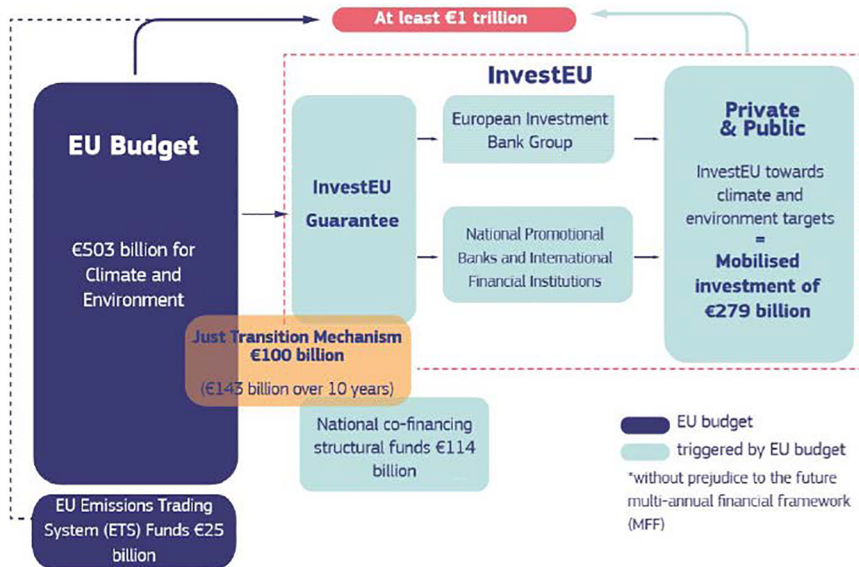 At least €1 trillion
EU Budget
€503 billion for
Climate and
Environment
InvestEU
InvestEU
Guarantee
European Investment
Bank Group
National Promotional
Banks and International
Financial Institutions
Private
& Public
InvestEU towards
climate and
environment targets
=
Mobilised
investment of
€279 billion
Just Transition Mechanism
€100 billion
(€143 billion over 10 years)
National co-financing
structural funds €114
billion
EU Emissions Trading
System (ETS) Funds €25
billion
EU budget
triggered by EU budget
*without prejudice to the future
multi-annual financial framework
(MFF)